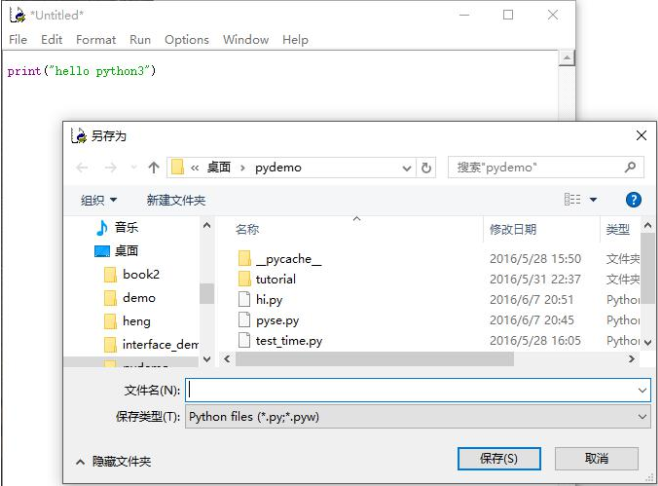 *Untitled*
File Edit Format Run Options Window Help
print("hello python3")
另存为
« 桌面 › pydemo
搜索"pydemo"
组织 新建文件夹
音乐
桌面
book2
demo
heng
interface_dem
pydemo
名称 修改日期 类型
__pycache__ 2016/5/28 15:50 文件夹
tutorial 2016/5/31 22:37 文件夹
hi.py 2016/6/7 20:51 Python
pyse.py 2016/6/7 20:45 Python
test_time.py 2016/5/28 16:05 Python
文件名(N):
保存类型(T): Python files (*.py;*.pyw)
隐藏文件夹 保存(S) 取消